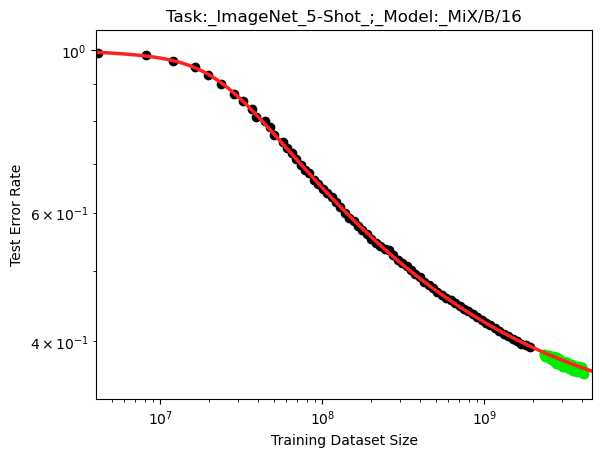 Task:_ImageNet_5-Shot_;_Model:_MiX/B/16
10⁰
6 × 10⁻¹
4 × 10⁻¹
Test Error Rate
10⁷
10⁸
10⁹
Training Dataset Size